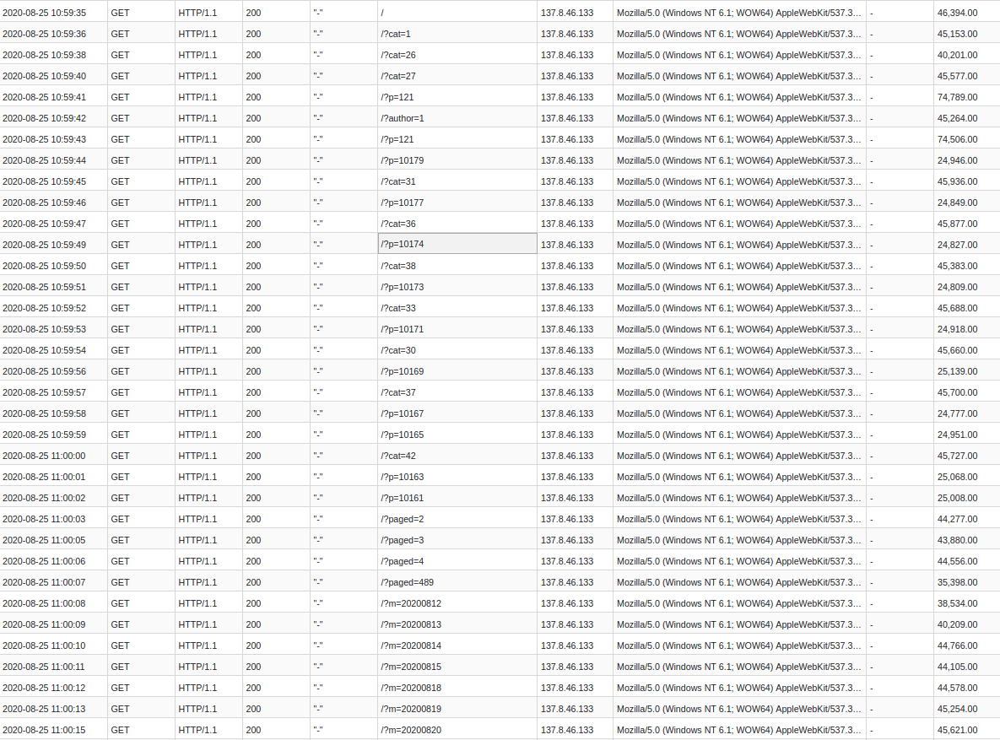 2020-08-25 10:59:35 GET HTTP/1.1 200 "-" / 137.8.46.133 Mozilla/5.0 (Windows NT 6.1; WOW64) AppleWebKit/537.3… - 46,394.00
2020-08-25 10:59:36 GET HTTP/1.1 200 "-" /?cat=1 137.8.46.133 Mozilla/5.0 (Windows NT 6.1; WOW64) AppleWebKit/537.3… - 45,153.00
2020-08-25 10:59:38 GET HTTP/1.1 200 "-" /?cat=26 137.8.46.133 Mozilla/5.0 (Windows NT 6.1; WOW64) AppleWebKit/537.3… - 40,201.00
2020-08-25 10:59:40 GET HTTP/1.1 200 "-" /?cat=27 137.8.46.133 Mozilla/5.0 (Windows NT 6.1; WOW64) AppleWebKit/537.3… - 45,577.00
2020-08-25 10:59:41 GET HTTP/1.1 200 "-" /?p=121 137.8.46.133 Mozilla/5.0 (Windows NT 6.1; WOW64) AppleWebKit/537.3… - 74,789.00
2020-08-25 10:59:42 GET HTTP/1.1 200 "-" /?author=1 137.8.46.133 Mozilla/5.0 (Windows NT 6.1; WOW64) AppleWebKit/537.3… - 45,264.00
2020-08-25 10:59:43 GET HTTP/1.1 200 "-" /?p=121 137.8.46.133 Mozilla/5.0 (Windows NT 6.1; WOW64) AppleWebKit/537.3… - 74,506.00
2020-08-25 10:59:44 GET HTTP/1.1 200 "-" /?p=10179 137.8.46.133 Mozilla/5.0 (Windows NT 6.1; WOW64) AppleWebKit/537.3… - 24,946.00
2020-08-25 10:59:45 GET HTTP/1.1 200 "-" /?cat=31 137.8.46.133 Mozilla/5.0 (Windows NT 6.1; WOW64) AppleWebKit/537.3… - 45,936.00
2020-08-25 10:59:46 GET HTTP/1.1 200 "-" /?p=10177 137.8.46.133 Mozilla/5.0 (Windows NT 6.1; WOW64) AppleWebKit/537.3… - 24,849.00
2020-08-25 10:59:47 GET HTTP/1.1 200 "-" /?cat=36 137.8.46.133 Mozilla/5.0 (Windows NT 6.1; WOW64) AppleWebKit/537.3… - 45,877.00
2020-08-25 10:59:49 GET HTTP/1.1 200 "-" /?p=10174 137.8.46.133 Mozilla/5.0 (Windows NT 6.1; WOW64) AppleWebKit/537.3… - 24,827.00
2020-08-25 10:59:50 GET HTTP/1.1 200 "-" /?cat=38 137.8.46.133 Mozilla/5.0 (Windows NT 6.1; WOW64) AppleWebKit/537.3… - 45,383.00
2020-08-25 10:59:51 GET HTTP/1.1 200 "-" /?p=10173 137.8.46.133 Mozilla/5.0 (Windows NT 6.1; WOW64) AppleWebKit/537.3… - 24,809.00
2020-08-25 10:59:52 GET HTTP/1.1 200 "-" /?cat=33 137.8.46.133 Mozilla/5.0 (Windows NT 6.1; WOW64) AppleWebKit/537.3… - 45,688.00
2020-08-25 10:59:53 GET HTTP/1.1 200 "-" /?p=10171 137.8.46.133 Mozilla/5.0 (Windows NT 6.1; WOW64) AppleWebKit/537.3… - 24,918.00
2020-08-25 10:59:54 GET HTTP/1.1 200 "-" /?cat=30 137.8.46.133 Mozilla/5.0 (Windows NT 6.1; WOW64) AppleWebKit/537.3… - 45,660.00
2020-08-25 10:59:56 GET HTTP/1.1 200 "-" /?p=10169 137.8.46.133 Mozilla/5.0 (Windows NT 6.1; WOW64) AppleWebKit/537.3… - 25,139.00
2020-08-25 10:59:57 GET HTTP/1.1 200 "-" /?cat=37 137.8.46.133 Mozilla/5.0 (Windows NT 6.1; WOW64) AppleWebKit/537.3… - 45,700.00
2020-08-25 10:59:58 GET HTTP/1.1 200 "-" /?p=10167 137.8.46.133 Mozilla/5.0 (Windows NT 6.1; WOW64) AppleWebKit/537.3… - 24,777.00
2020-08-25 10:59:59 GET HTTP/1.1 200 "-" /?p=10165 137.8.46.133 Mozilla/5.0 (Windows NT 6.1; WOW64) AppleWebKit/537.3… - 24,951.00
2020-08-25 11:00:00 GET HTTP/1.1 200 "-" /?cat=42 137.8.46.133 Mozilla/5.0 (Windows NT 6.1; WOW64) AppleWebKit/537.3… - 45,727.00
2020-08-25 11:00:01 GET HTTP/1.1 200 "-" /?p=10163 137.8.46.133 Mozilla/5.0 (Windows NT 6.1; WOW64) AppleWebKit/537.3… - 25,068.00
2020-08-25 11:00:02 GET HTTP/1.1 200 "-" /?p=10161 137.8.46.133 Mozilla/5.0 (Windows NT 6.1; WOW64) AppleWebKit/537.3… - 25,008.00
2020-08-25 11:00:03 GET HTTP/1.1 200 "-" /?paged=2 137.8.46.133 Mozilla/5.0 (Windows NT 6.1; WOW64) AppleWebKit/537.3… - 44,277.00
2020-08-25 11:00:05 GET HTTP/1.1 200 "-" /?paged=3 137.8.46.133 Mozilla/5.0 (Windows NT 6.1; WOW64) AppleWebKit/537.3… - 43,880.00
2020-08-25 11:00:06 GET HTTP/1.1 200 "-" /?paged=4 137.8.46.133 Mozilla/5.0 (Windows NT 6.1; WOW64) AppleWebKit/537.3… - 44,556.00
2020-08-25 11:00:07 GET HTTP/1.1 200 "-" /?paged=489 137.8.46.133 Mozilla/5.0 (Windows NT 6.1; WOW64) AppleWebKit/537.3… - 35,398.00
2020-08-25 11:00:08 GET HTTP/1.1 200 "-" /?m=20200812 137.8.46.133 Mozilla/5.0 (Windows NT 6.1; WOW64) AppleWebKit/537.3… - 38,534.00
2020-08-25 11:00:09 GET HTTP/1.1 200 "-" /?m=20200813 137.8.46.133 Mozilla/5.0 (Windows NT 6.1; WOW64) AppleWebKit/537.3… - 40,209.00
2020-08-25 11:00:10 GET HTTP/1.1 200 "-" /?m=20200814 137.8.46.133 Mozilla/5.0 (Windows NT 6.1; WOW64) AppleWebKit/537.3… - 44,766.00
2020-08-25 11:00:11 GET HTTP/1.1 200 "-" /?m=20200815 137.8.46.133 Mozilla/5.0 (Windows NT 6.1; WOW64) AppleWebKit/537.3… - 44,105.00
2020-08-25 11:00:12 GET HTTP/1.1 200 "-" /?m=20200818 137.8.46.133 Mozilla/5.0 (Windows NT 6.1; WOW64) AppleWebKit/537.3… - 44,578.00
2020-08-25 11:00:13 GET HTTP/1.1 200 "-" /?m=20200819 137.8.46.133 Mozilla/5.0 (Windows NT 6.1; WOW64) AppleWebKit/537.3… - 45,254.00
2020-08-25 11:00:15 GET HTTP/1.1 200 "-" /?m=20200820 137.8.46.133 Mozilla/5.0 (Windows NT 6.1; WOW64) AppleWebKit/537.3… - 45,621.00